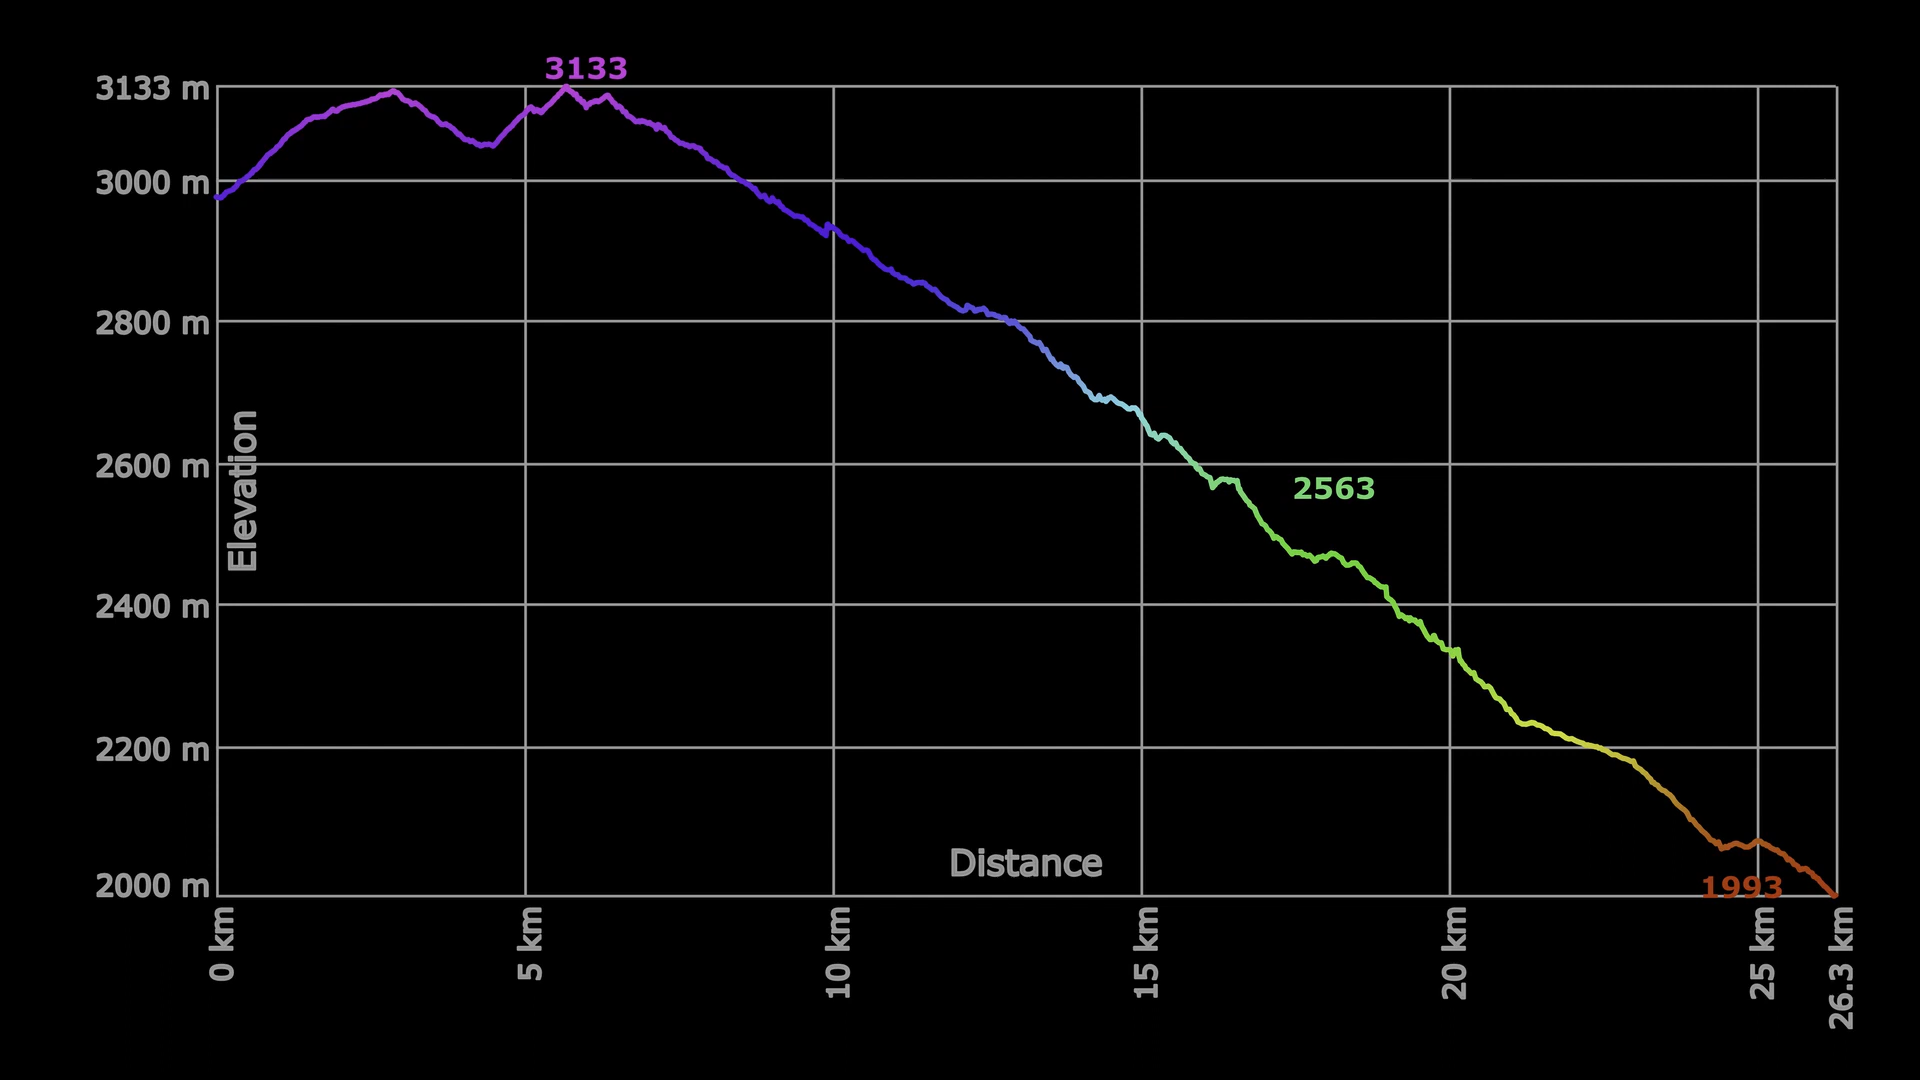 3133
3133 m
3000 m
2800 m
2600 m
2400 m
2200 m
2000 m
Elevation
2563
Distance
1993
0 km
5 km
10 km
15 km
20 km
25 km
26.3 km